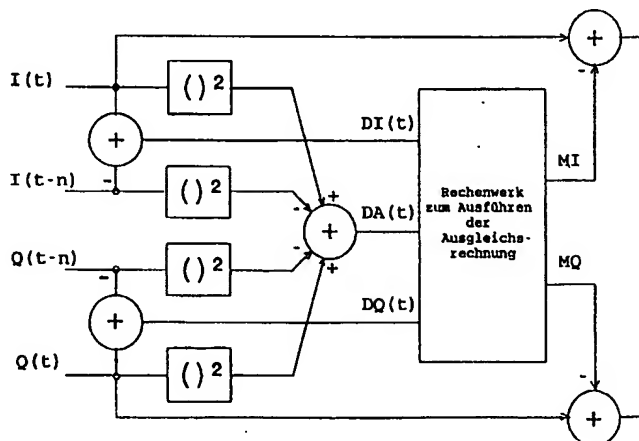 +
I(t)
( )²
-
+
DI(t)
MI
I(t-n)
-
( )²
+
-
+
DA(t)
Rechenwerk
zum Ausführen
der
Ausgleichs-
rechnung
Q(t-n)
-
( )²
-
+
MQ
+
DQ(t)
Q(t)
( )²
-
+